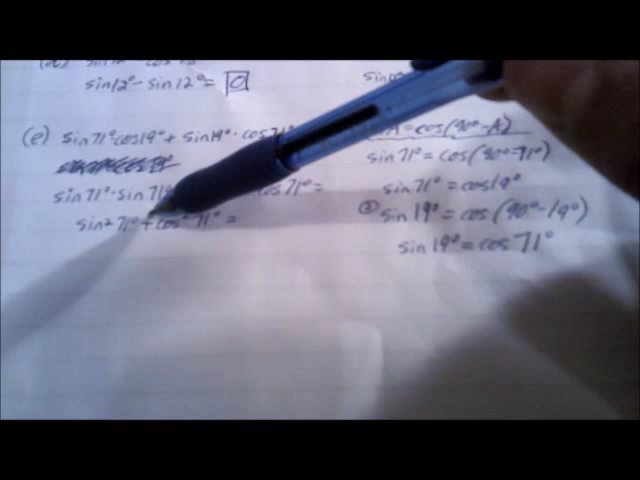 sin12° - sin12° = 0
(e) sin71°·cos19° + sin19°·cos71°
sin71°·sin71° cos71° =
sin²71° + cos²71° =
= cos(90° - A)
sin71° = cos(90° - 71°)
sin71° = cos19°
② sin19° = cos(90° - 19°)
sin19° = cos71°